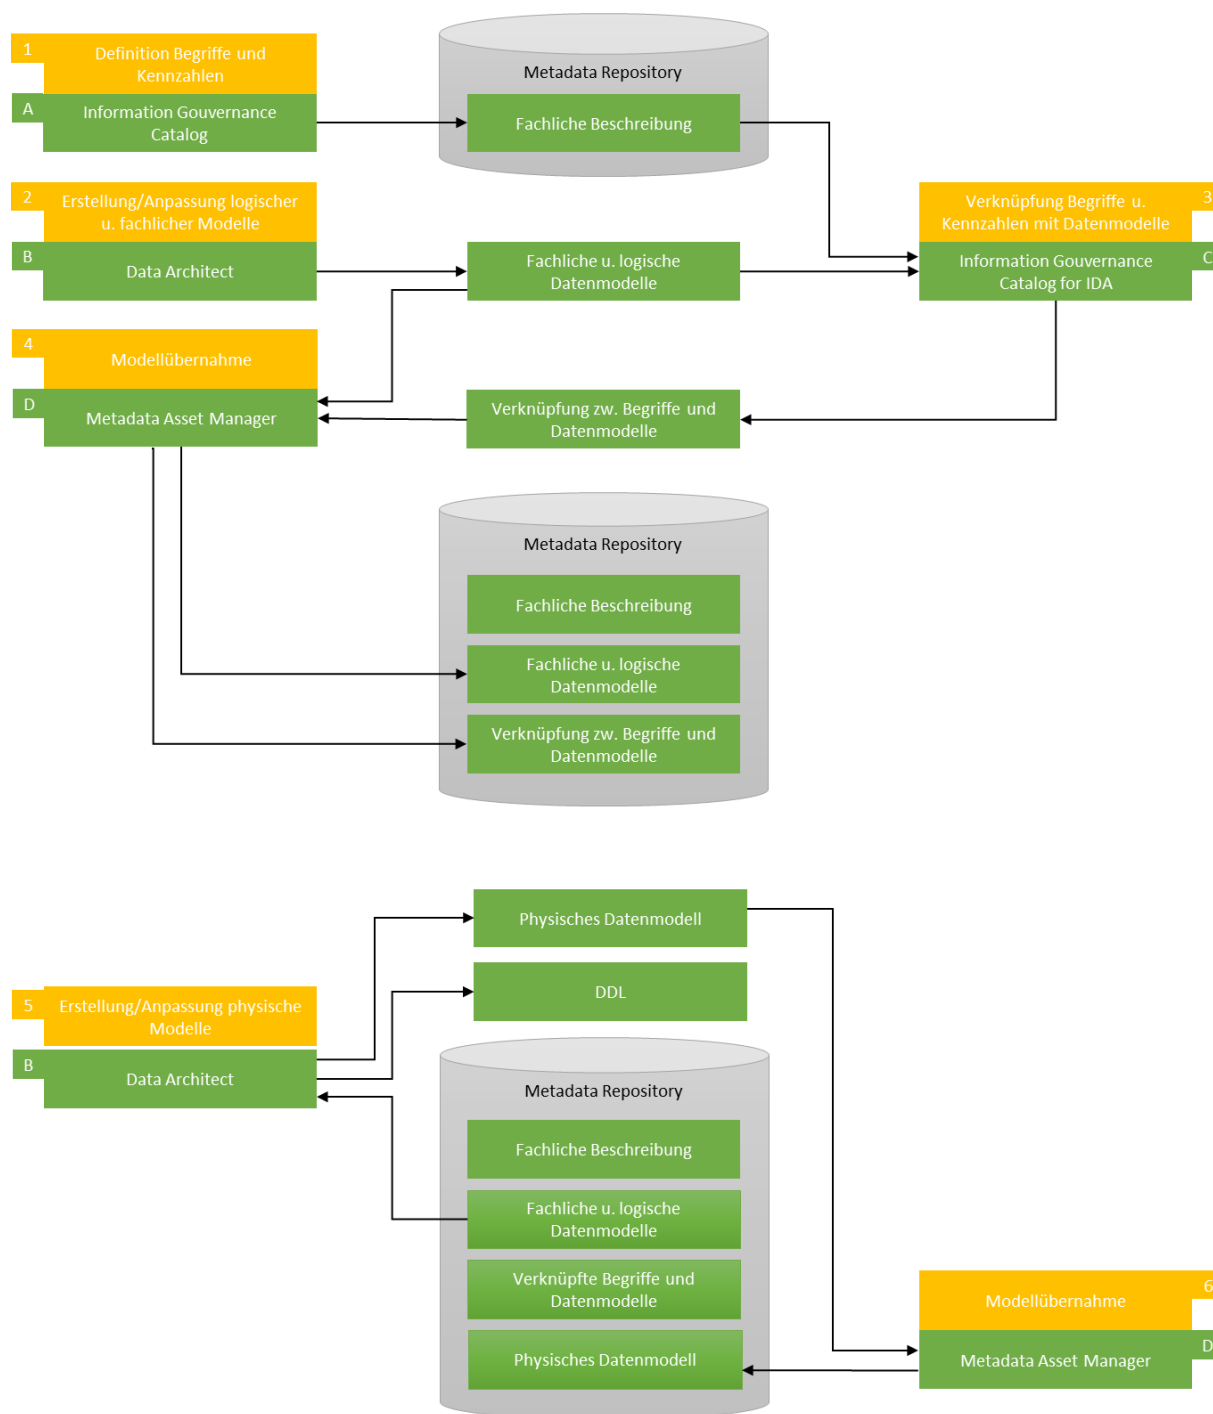 1
Definition Begriffe und
Kennzahlen
A
Information Gouvernance
Catalog
Metadata Repository
Fachliche Beschreibung
2
Erstellung/Anpassung logischer
u. fachlicher Modelle
B
Data Architect
Fachliche u. logische
Datenmodelle
Verknüpfung Begriffe u.
Kennzahlen mit Datenmodelle
3
Information Gouvernance
Catalog for IDA
C
4
Modellübernahme
D
Metadata Asset Manager
Verknüpfung zw. Begriffe und
Datenmodelle
Metadata Repository
Fachliche Beschreibung
Fachliche u. logische
Datenmodelle
Verknüpfung zw. Begriffe und
Datenmodelle
Physisches Datenmodell
DDL
5
Erstellung/Anpassung physische
Modelle
B
Data Architect
Metadata Repository
Fachliche Beschreibung
Fachliche u. logische
Datenmodelle
Verknüpfte Begriffe und
Datenmodelle
Physisches Datenmodell
Modellübernahme
6
Metadata Asset Manager
D